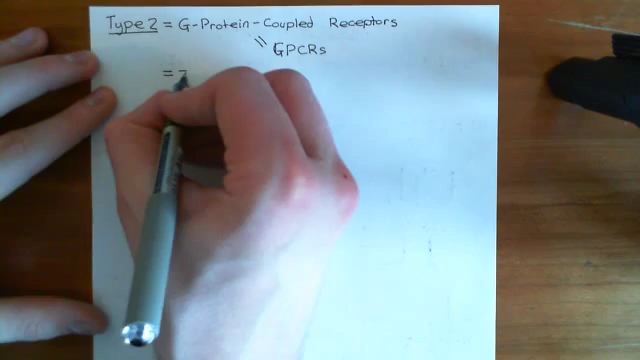 Type 2 = G-Protein-Coupled Receptors
" GPCRs
=